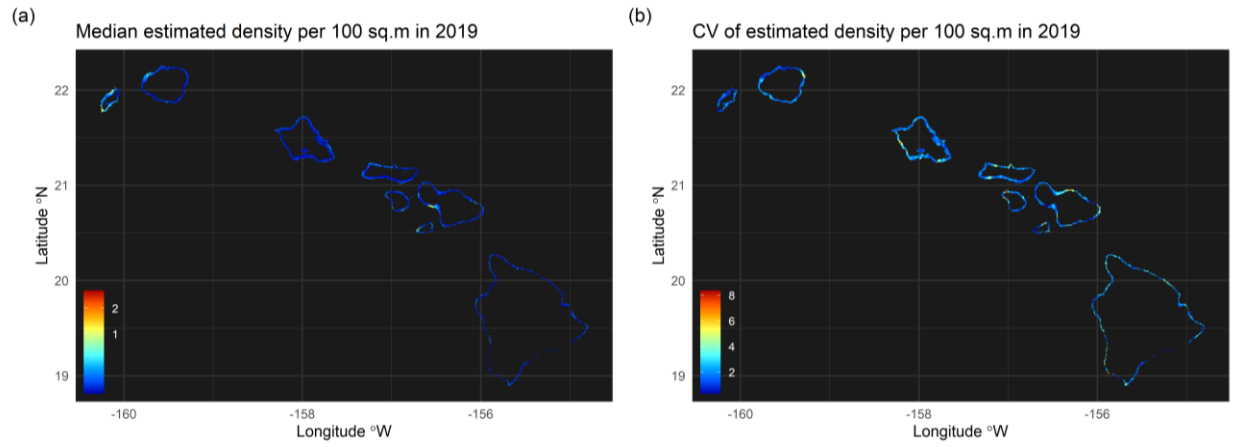 (a)
Median estimated density per 100 sq.m in 2019
22
21
20
19
Latitude °N
2
1
-160
-158
-156
Longitude °W
(b)
CV of estimated density per 100 sq.m in 2019
22
21
20
19
Latitude °N
8
6
4
2
-160
-158
-156
Longitude °W